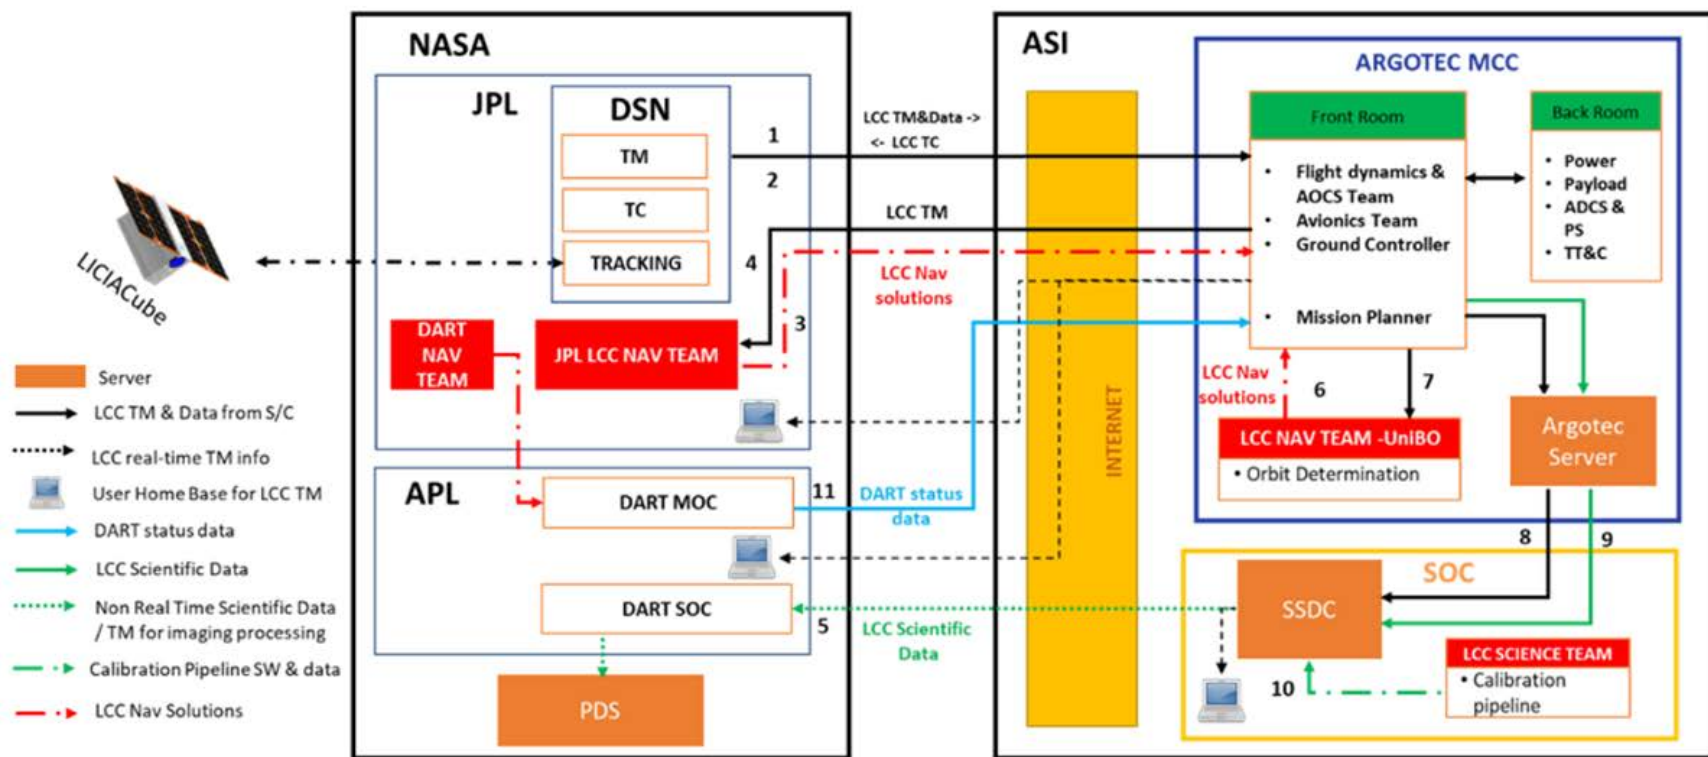 NASA
JPL
DSN
TM
TC
TRACKING
DART
NAV
TEAM
JPL LCC NAV TEAM
1
2
4
3
LCC TM&Data ->
<- LCC TC
LCC TM
LCC Nav
solutions
APL
DART MOC
11
DART status
data
DART SOC
5
LCC Scientific
Data
PDS
ASI
INTERNET
ARGOTEC MCC
Front Room
• Flight dynamics &
AOCS Team
• Avionics Team
• Ground Controller
• Mission Planner
Back Room
• Power
• Payload
• ADCS &
PS
• TT&C
LCC Nav
solutions
6
7
LCC NAV TEAM -UniBO
• Orbit Determination
Argotec
Server
8
9
SOC
SSDC
10
LCC SCIENCE TEAM
• Calibration
pipeline
LICIACube
Server
LCC TM & Data from S/C
LCC real-time TM info
User Home Base for LCC TM
DART status data
LCC Scientific Data
Non Real Time Scientific Data
/ TM for imaging processing
Calibration Pipeline SW & data
LCC Nav Solutions